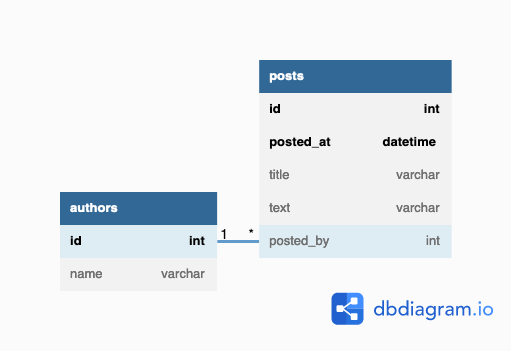 posts
id int
posted_at datetime
title varchar
text varchar
posted_by int
authors
id int
name varchar
1 *
dbdiagram.io